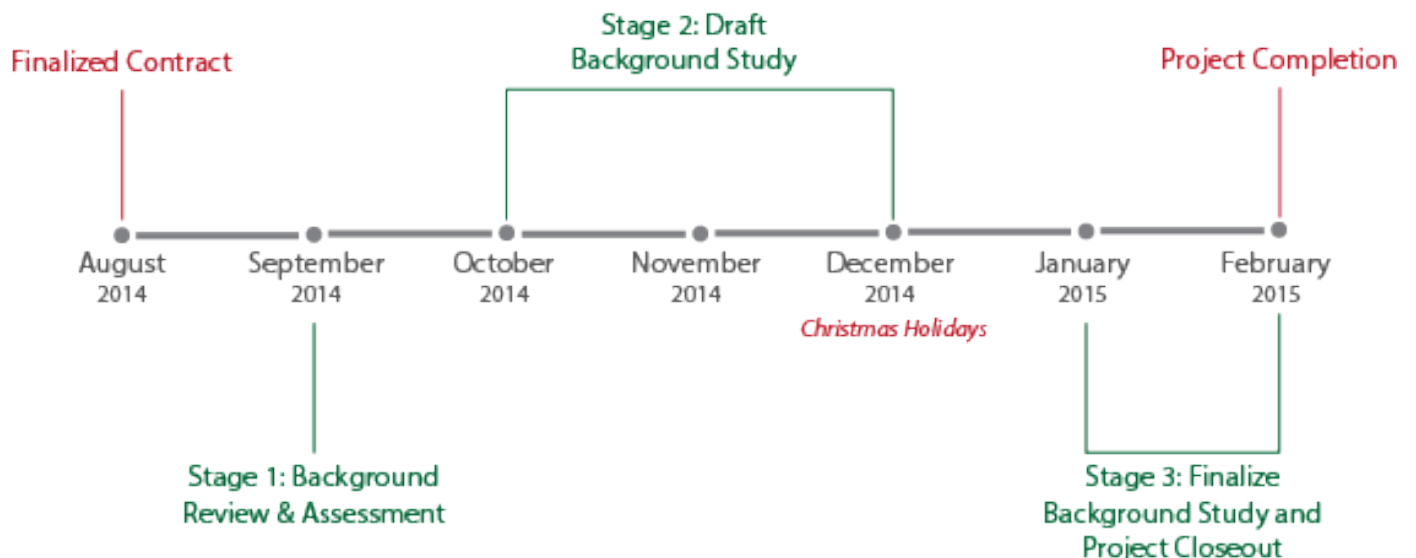 Stage 2: Draft
Background Study
Finalized Contract
Project Completion
August
2014
September
2014
October
2014
November
2014
December
2014
January
2015
February
2015
Christmas Holidays
Stage 1: Background
Review & Assessment
Stage 3: Finalize
Background Study and
Project Closeout